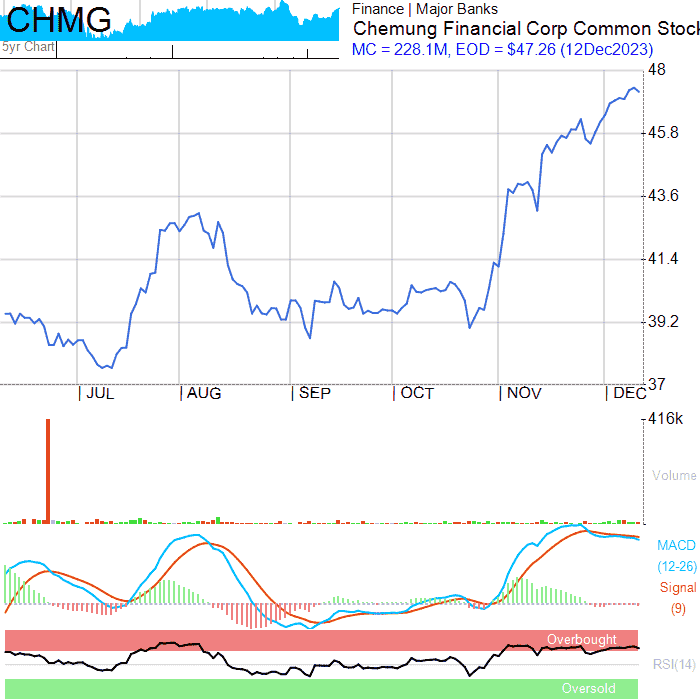 CHMG
5yr Chart
Finance | Major Banks
Chemung Financial Corp Common Stock
MC = 228.1M, EOD = $47.26 (12Dec2023)
48
45.8
43.6
41.4
39.2
37
JUL
AUG
SEP
OCT
NOV
DEC
416k
Volume
MACD
(12-26)
Signal
(9)
Overbought
RSI(14)
Oversold